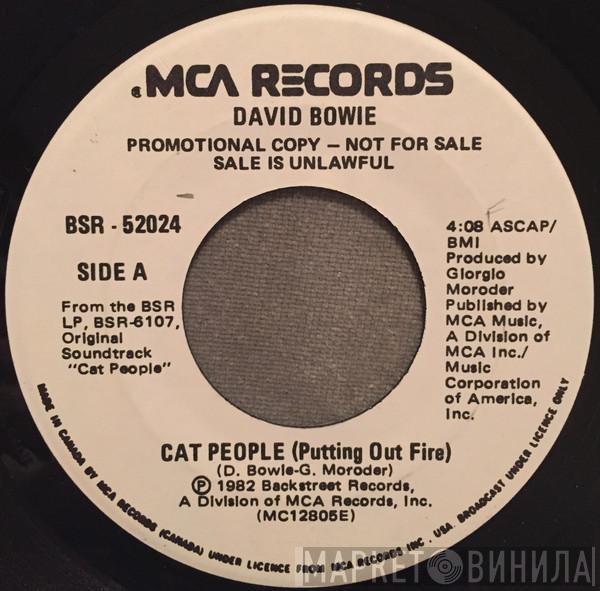 MCA RECORDS
DAVID BOWIE
PROMOTIONAL COPY – NOT FOR SALE
SALE IS UNLAWFUL
BSR - 52024
SIDE A
From the BSR
LP, BSR-6107,
Original
Soundtrack
"Cat People"
4:08 ASCAP/
BMI
Produced by
Giorgio
Moroder
Published by
MCA Music,
A Division of
MCA Inc./
Music
Corporation
of America,
Inc.
CAT PEOPLE (Putting Out Fire)
(D. Bowie-G. Moroder)
Ⓟ 1982 Backstreet Records,
A Division of MCA Records, Inc.
(MC12805E)
MADE IN CANADA BY MCA RECORDS (CANADA) UNDER LICENCE FROM MCA RECORDS INC. USA. BROADCAST UNDER LICENCE ONLY
МАРКЕТ ВИНИЛА